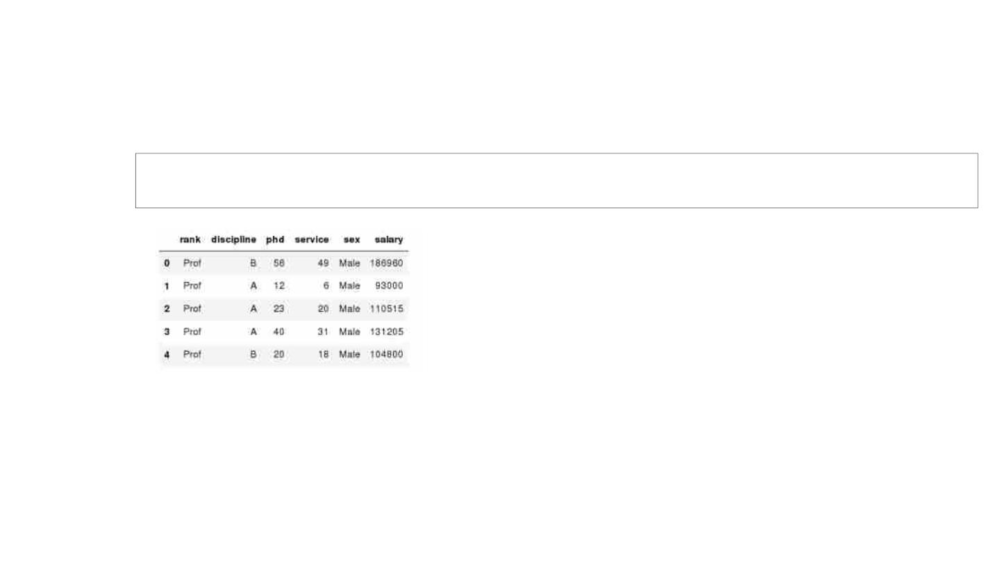 rank discipline phd service sex salary
0 Prof B 56 49 Male 186960
1 Prof A 12 6 Male 93000
2 Prof A 23 20 Male 110515
3 Prof A 40 31 Male 131205
4 Prof B 20 18 Male 104800